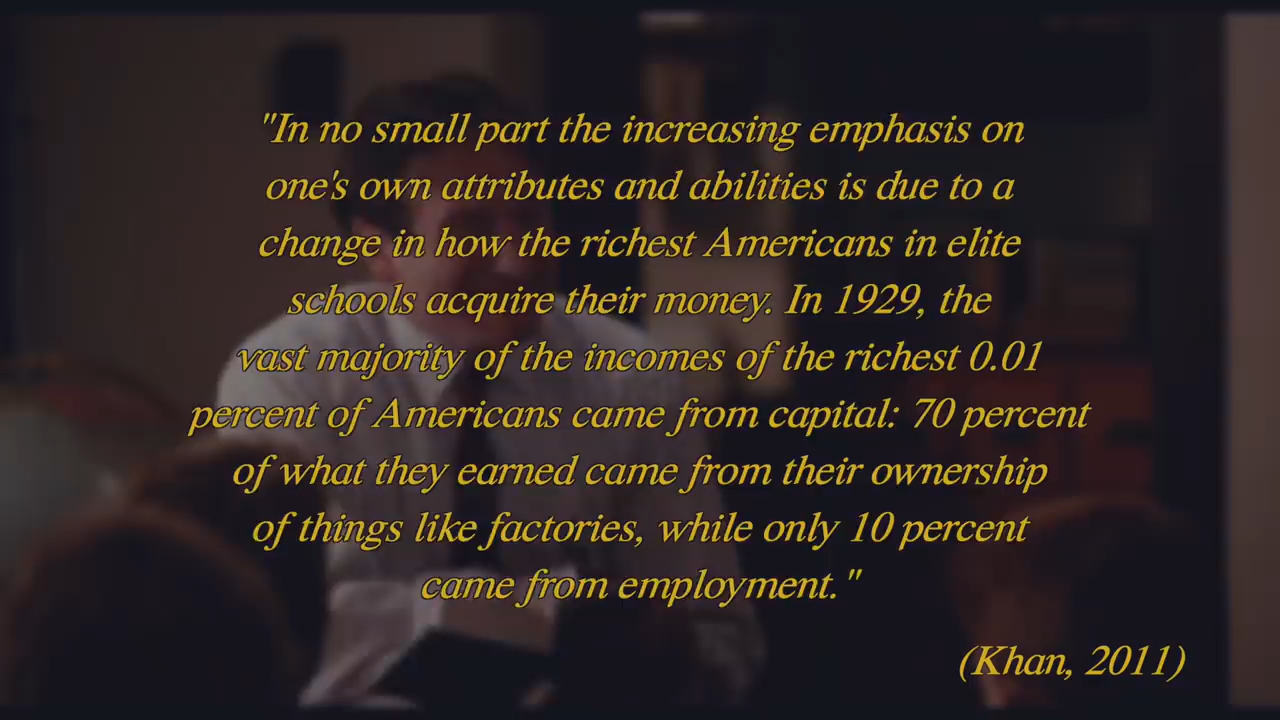 "In no small part the increasing emphasis on
one's own attributes and abilities is due to a
change in how the richest Americans in elite
schools acquire their money. In 1929, the
vast majority of the incomes of the richest 0.01
percent of Americans came from capital: 70 percent
of what they earned came from their ownership
of things like factories, while only 10 percent
came from employment."
(Khan, 2011)